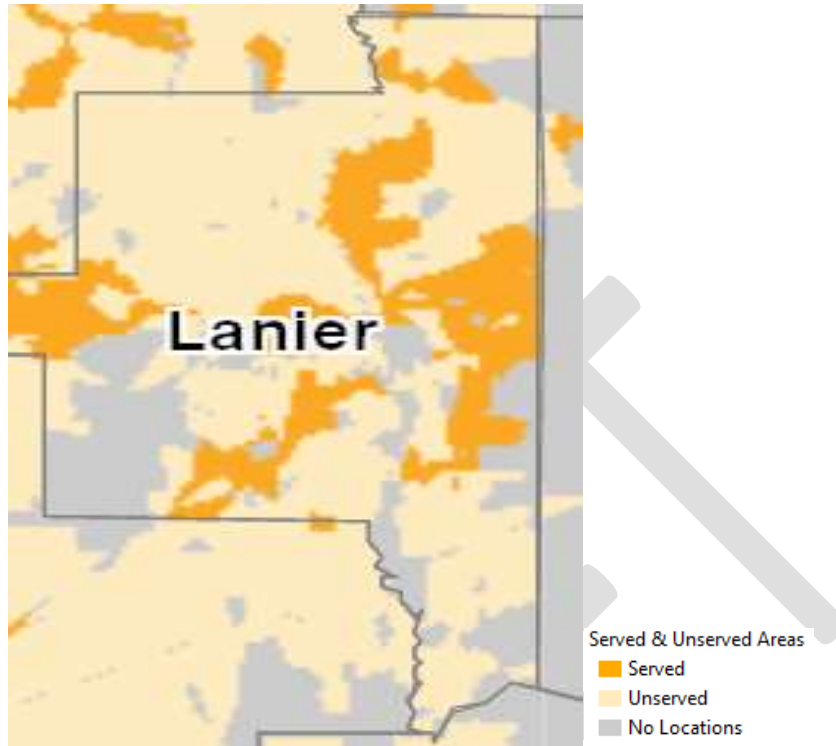 Lanier
Served & Unserved Areas
Served
Unserved
No Locations